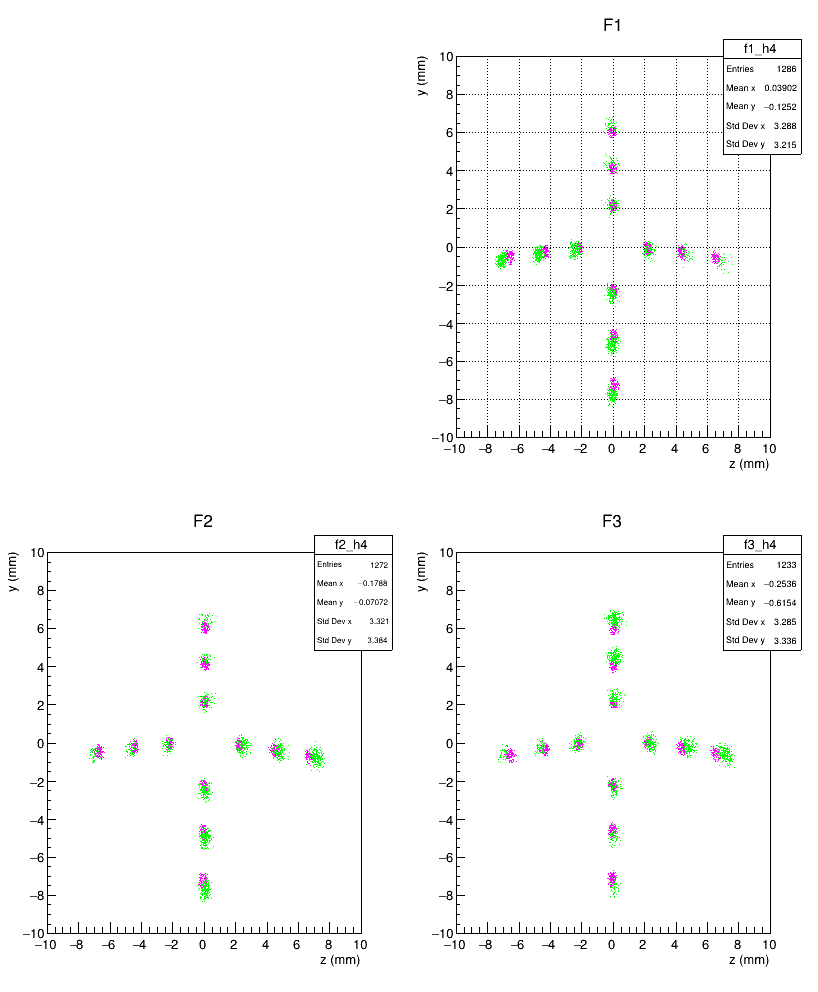 F1
f1_h4
Entries 1286
Mean x 0.03902
Mean y −0.1252
Std Dev x 3.288
Std Dev y 3.215
y (mm)
10
8
6
4
2
0
−2
−4
−6
−8
−10
−10 −8 −6 −4 −2 0 2 4 6 8 10
z (mm)
F2
f2_h4
Entries 1272
Mean x −0.1788
Mean y −0.07072
Std Dev x 3.321
Std Dev y 3.384
y (mm)
10
8
6
4
2
0
−2
−4
−6
−8
−10
−10 −8 −6 −4 −2 0 2 4 6 8 10
z (mm)
F3
f3_h4
Entries 1233
Mean x −0.2536
Mean y −0.6154
Std Dev x 3.285
Std Dev y 3.336
y (mm)
10
8
6
4
2
0
−2
−4
−6
−8
−10
−10 −8 −6 −4 −2 0 2 4 6 8 10
z (mm)